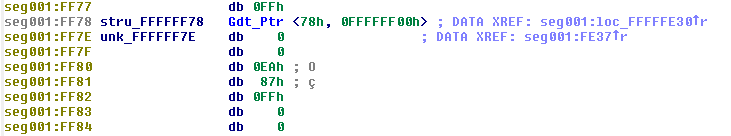 seg001:FF77 db 0FFh
seg001:FF78 stru_FFFFFF78 Gdt_Ptr <78h, 0FFFFFF00h> ; DATA XREF: seg001:loc_FFFFFE30↑r
seg001:FF7E unk_FFFFFF7E db 0 ; DATA XREF: seg001:FE37↑r
seg001:FF7F db 0
seg001:FF80 db 0EAh ; O
seg001:FF81 db 87h ; ç
seg001:FF82 db 0FFh
seg001:FF83 db 0
seg001:FF84 db 0